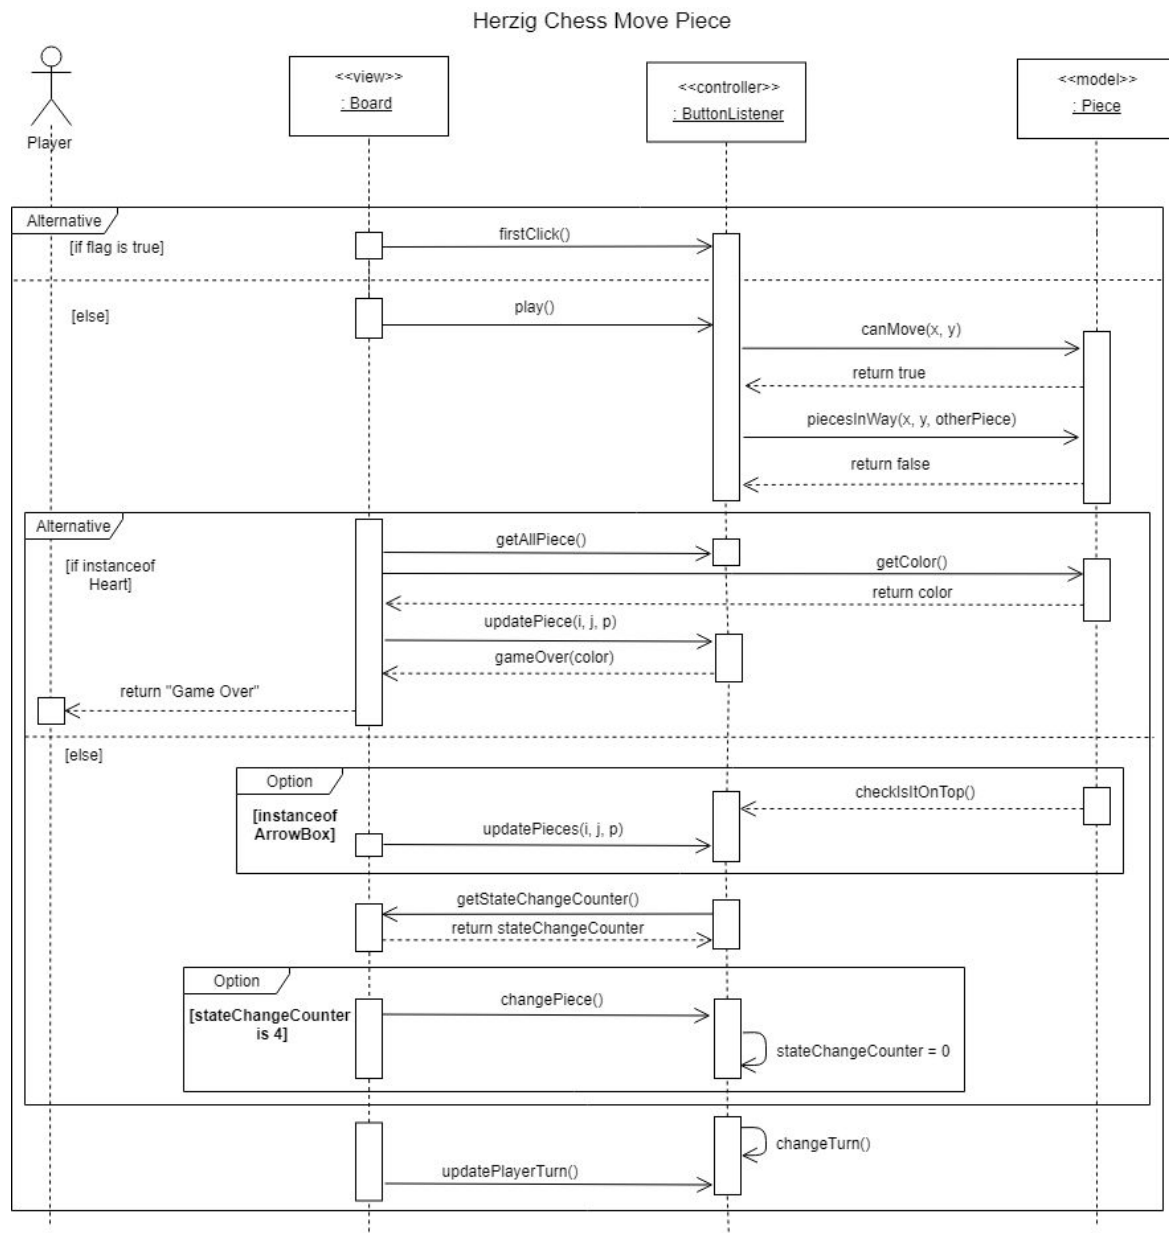 Herzig Chess Move Piece
Player
<<view>>
: Board
<<controller>>
: ButtonListener
<<model>>
: Piece
Alternative
[if flag is true]
firstClick()
[else]
play()
canMove(x, y)
return true
piecesInWay(x, y, otherPiece)
return false
Alternative
[if instanceof
Heart]
getAllPiece()
getColor()
return color
updatePiece(i, j, p)
gameOver(color)
return "Game Over"
[else]
Option
[instanceof
ArrowBox]
checkIsItOnTop()
updatePieces(i, j, p)
getStateChangeCounter()
return stateChangeCounter
Option
[stateChangeCounter
is 4]
changePiece()
stateChangeCounter = 0
changeTurn()
updatePlayerTurn()